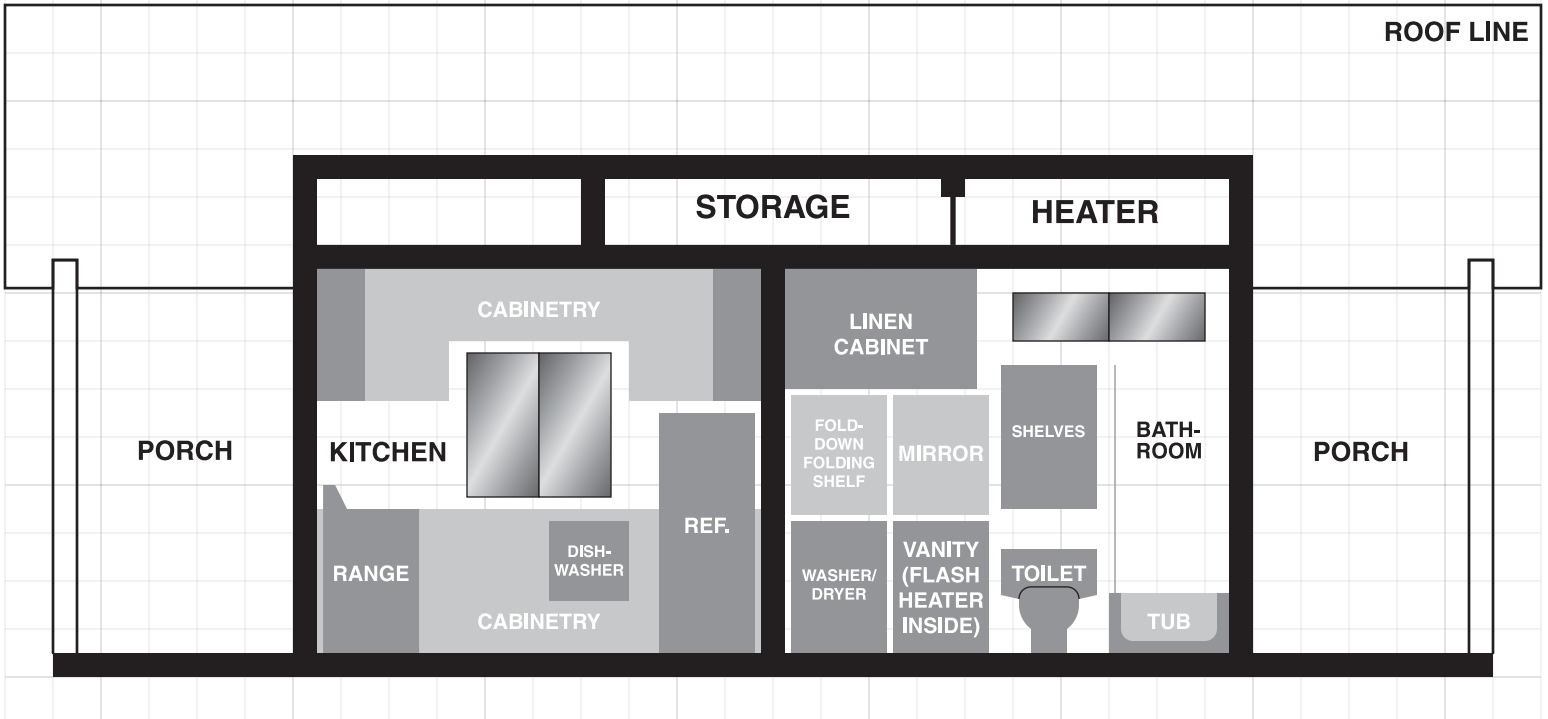 ROOF LINE
STORAGE
HEATER
CABINETRY
LINEN
CABINET
PORCH
KITCHEN
REF.
RANGE
DISH-
WASHER
CABINETRY
FOLD-
DOWN
FOLDING
SHELF
MIRROR
SHELVES
BATH-
ROOM
WASHER/
DRYER
VANITY
(FLASH
HEATER
INSIDE)
TOILET
TUB
PORCH